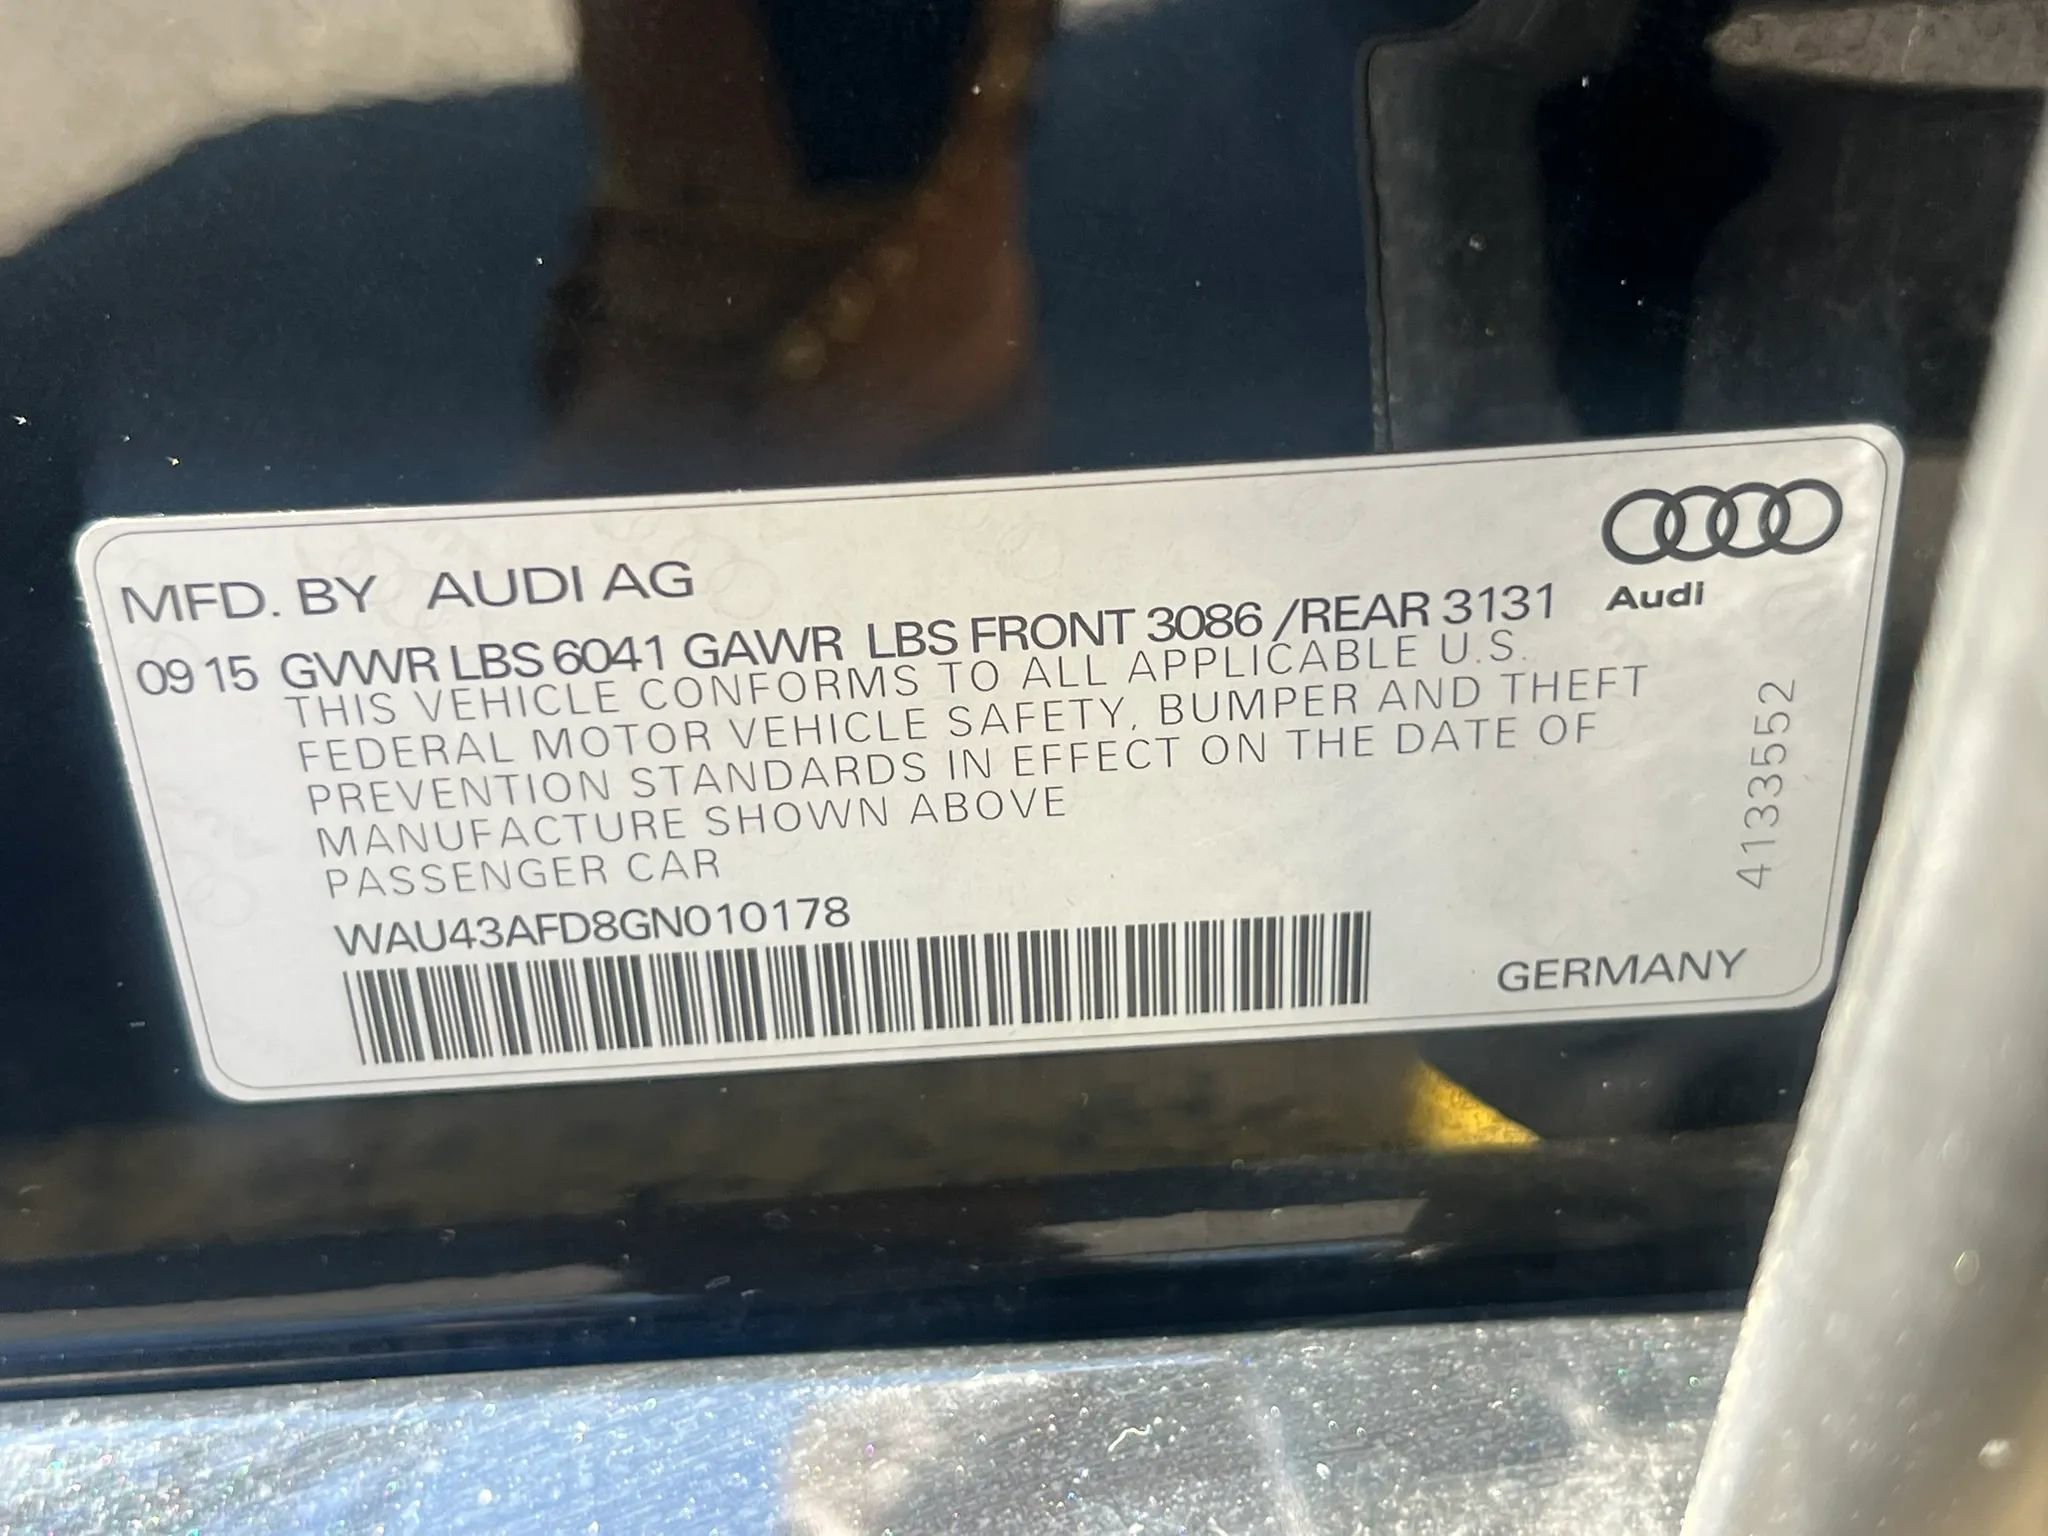 MFD. BY AUDI AG
Audi
09 15 GVWR LBS 6041 GAWR LBS FRONT 3086 /REAR 3131
THIS VEHICLE CONFORMS TO ALL APPLICABLE U.S.
FEDERAL MOTOR VEHICLE SAFETY, BUMPER AND THEFT
PREVENTION STANDARDS IN EFFECT ON THE DATE OF
MANUFACTURE SHOWN ABOVE
PASSENGER CAR
WAU43AFD8GN010178
GERMANY
4133552